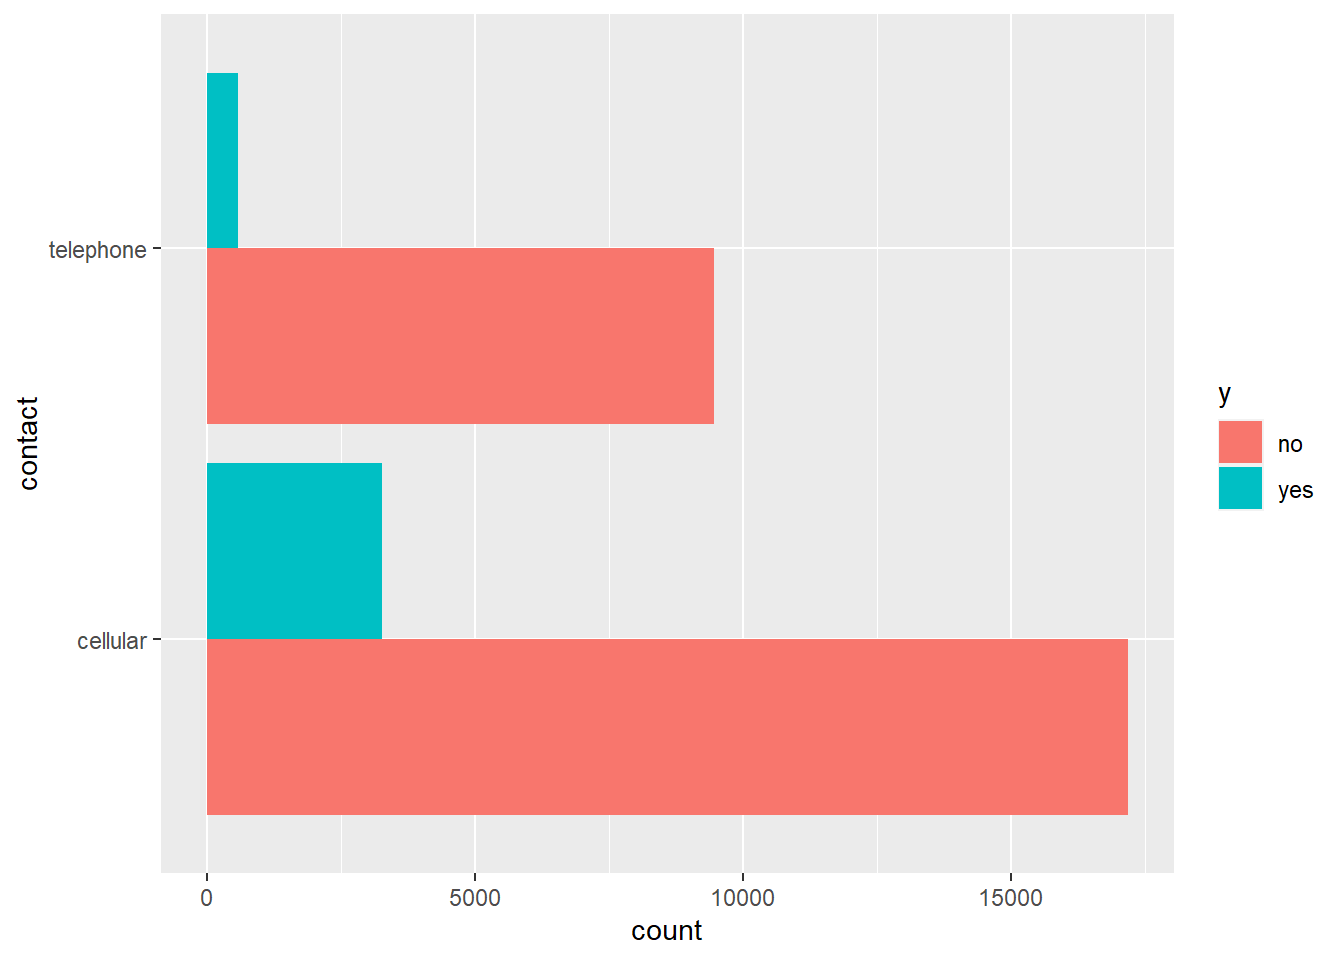 telephone
cellular
contact
0 5000 10000 15000
count
y
no
yes